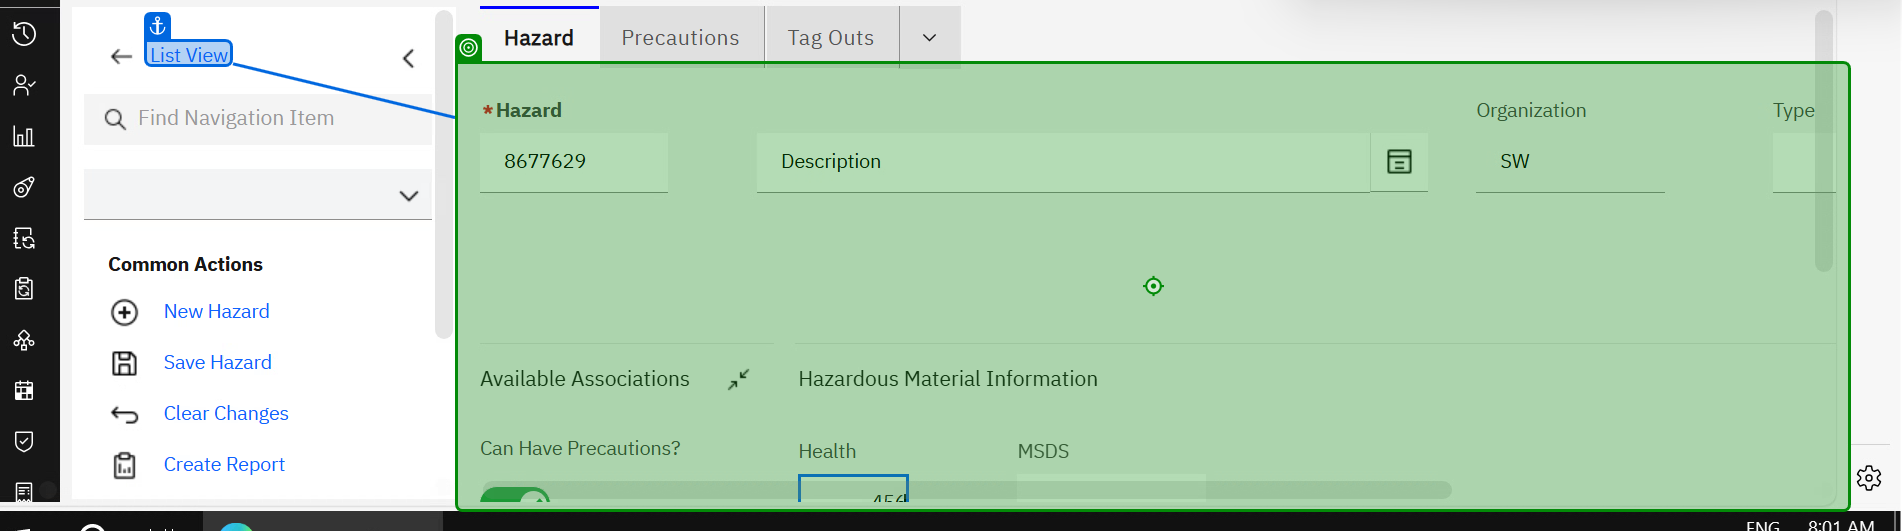 List View
Find Navigation Item
Common Actions
New Hazard
Save Hazard
Clear Changes
Create Report
Hazard Precautions Tag Outs
*Hazard Organization Type
8677629 Description SW
Available Associations Hazardous Material Information
Can Have Precautions? Health MSDS
456
ENG 8:01 AM